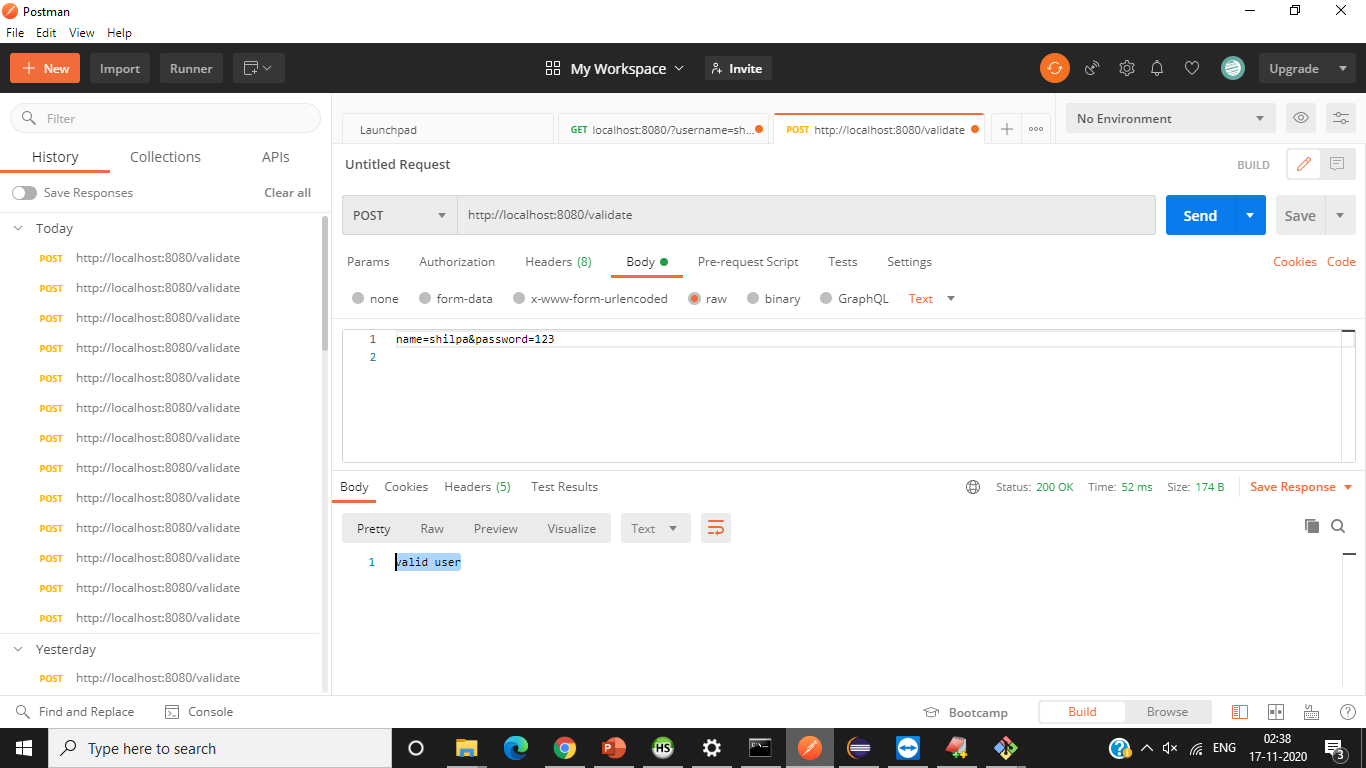 Postman
File Edit View Help
+ New Import Runner My Workspace Invite Upgrade
Filter
History Collections APIs
Save Responses Clear all
Today
POST http://localhost:8080/validate
POST http://localhost:8080/validate
POST http://localhost:8080/validate
POST http://localhost:8080/validate
POST http://localhost:8080/validate
POST http://localhost:8080/validate
POST http://localhost:8080/validate
POST http://localhost:8080/validate
POST http://localhost:8080/validate
POST http://localhost:8080/validate
POST http://localhost:8080/validate
POST http://localhost:8080/validate
POST http://localhost:8080/validate
Yesterday
POST http://localhost:8080/validate
Launchpad GET localhost:8080/?username=sh... POST http://localhost:8080/validate No Environment
Untitled Request BUILD
POST http://localhost:8080/validate Send Save
Params Authorization Headers (8) Body Pre-request Script Tests Settings Cookies Code
none form-data x-www-form-urlencoded raw binary GraphQL Text
1 name=shilpa&password=123
2
Body Cookies Headers (5) Test Results Status: 200 OK Time: 52 ms Size: 174 B Save Response
Pretty Raw Preview Visualize Text
1 valid user
Find and Replace Console Bootcamp Build Browse
Type here to search HS ENG 02:38
17-11-2020 3